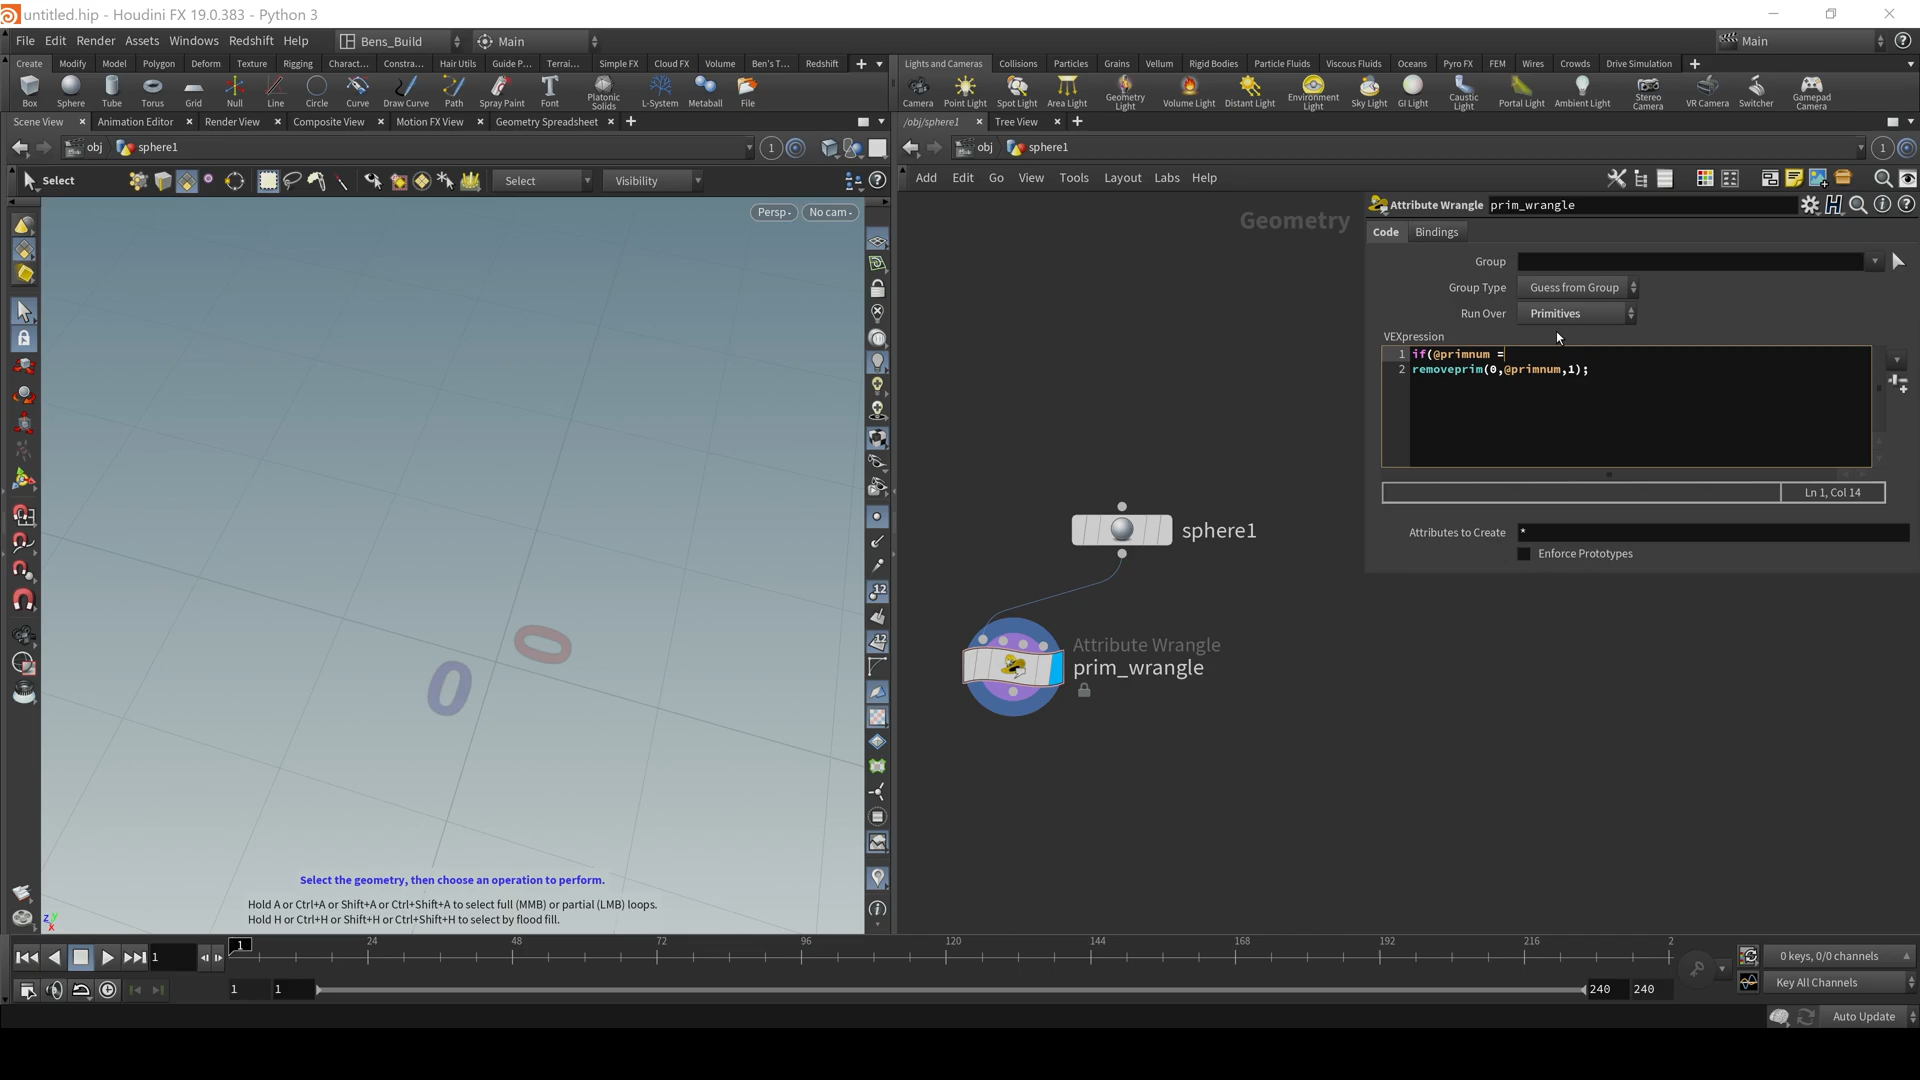 untitled.hip - Houdini FX 19.0.383 - Python 3
File Edit Render Assets Windows Redshift Help Bens_Build Main Main
Create Modify Model Polygon Deform Texture Rigging Charact... Constra... Hair Utils Guide P... Terrai... Simple FX Cloud FX Volume Ben's T... Redshift
Lights and Cameras Collisions Particles Grains Vellum Rigid Bodies Particle Fluids Viscous Fluids Oceans Pyro FX FEM Wires Crowds Drive Simulation
Box Sphere Tube Torus Grid Null Line Circle Curve Draw Curve Path Spray Paint Font Platonic Solids L-System Metaball File
Camera Point Light Spot Light Area Light Geometry Light Volume Light Distant Light Environment Light Sky Light GI Light Caustic Light Portal Light Ambient Light Stereo Camera VR Camera Switcher Gamepad Camera
Scene View Animation Editor Render View Composite View Motion FX View Geometry Spreadsheet
/obj/sphere1 Tree View
obj sphere1 1
obj sphere1 1
Select Select Visibility
Add Edit Go View Tools Layout Labs Help
Persp No cam
Geometry
Attribute Wrangle prim_wrangle
Code Bindings
Group
Group Type Guess from Group
Run Over Primitives
VEXpression
1 if(@primnum =
2 removeprim(0,@primnum,1);
Ln 1, Col 14
Attributes to Create *
Enforce Prototypes
12
12
sphere1
Attribute Wrangle
prim_wrangle
0
0
Select the geometry, then choose an operation to perform.
Hold A or Ctrl+A or Shift+A or Ctrl+Shift+A to select full (MMB) or partial (LMB) loops.
Hold H or Ctrl+H or Shift+H or Ctrl+Shift+H to select by flood fill.
z y x
1 1 24 48 72 96 120 144 168 192 216 2
0 keys, 0/0 channels
1 1 240 240
Key All Channels
Auto Update